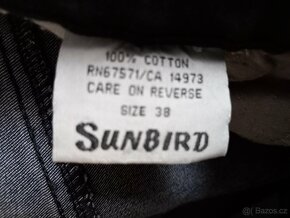 100% COTTON
RN67571/CA 14973
CARE ON REVERSE
SIZE 38
SUNBIRD
Bazos.cz